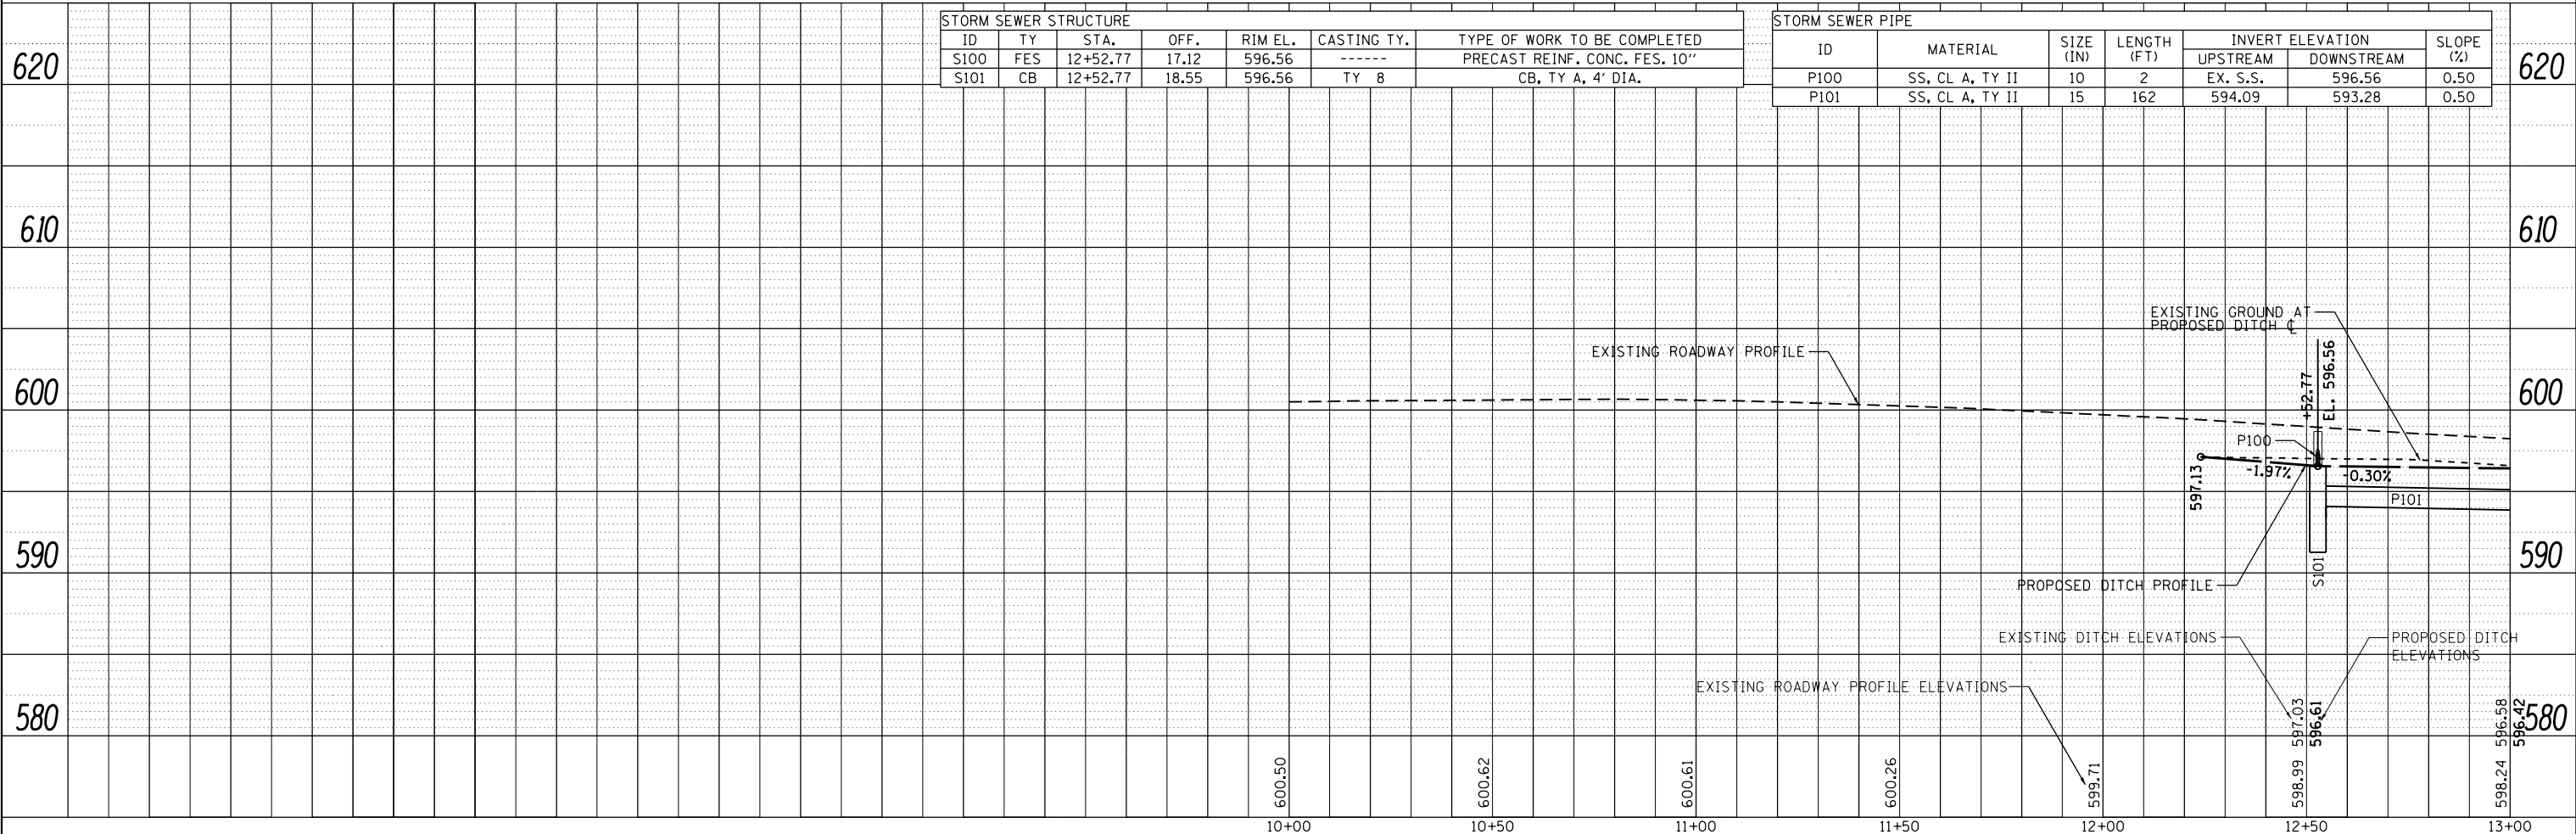 STORM SEWER STRUCTURE
ID TY STA. OFF. RIM EL. CASTING TY. TYPE OF WORK TO BE COMPLETED
S100 FES 12+52.77 17.12 596.56 ------ PRECAST REINF. CONC. FES. 10''
S101 CB 12+52.77 18.55 596.56 TY 8 CB, TY A, 4' DIA.
STORM SEWER PIPE
ID MATERIAL SIZE (IN) LENGTH (FT) INVERT ELEVATION SLOPE (%)
UPSTREAM DOWNSTREAM
P100 SS, CL A, TY II 10 2 EX. S.S. 596.56 0.50
P101 SS, CL A, TY II 15 162 594.09 593.28 0.50
620 620
610 610
EXISTING GROUND AT
PROPOSED DITCH ℄
EXISTING ROADWAY PROFILE
+52.77
EL. 596.56
600 600
P100
597.13
-1.97%
-0.30%
P101
590 590
S101
PROPOSED DITCH PROFILE
EXISTING DITCH ELEVATIONS
PROPOSED DITCH
ELEVATIONS
EXISTING ROADWAY PROFILE ELEVATIONS
580 580
597.03
596.61
596.58
596.42
600.50
600.62
600.61
600.26
599.71
598.99
598.24
10+00 10+50 11+00 11+50 12+00 12+50 13+00